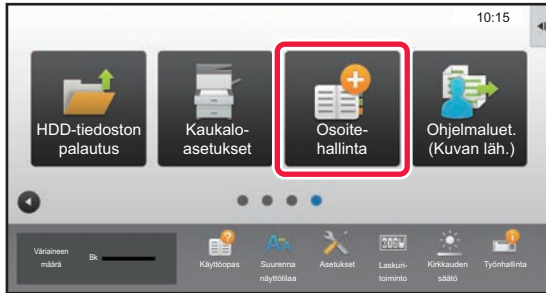 10:15
HDD-tiedoston
palautus
Kaukalo-
asetukset
Osoite-
hallinta
Ohjelmaluet.
(Kuvan läh.)
Väriaineen
määrä
Bk
Käyttöopas
Suurenna
näyttötilaa
Asetukset
Laskuri-
toiminto
Kirkkauden
säätö
Työnhallinta